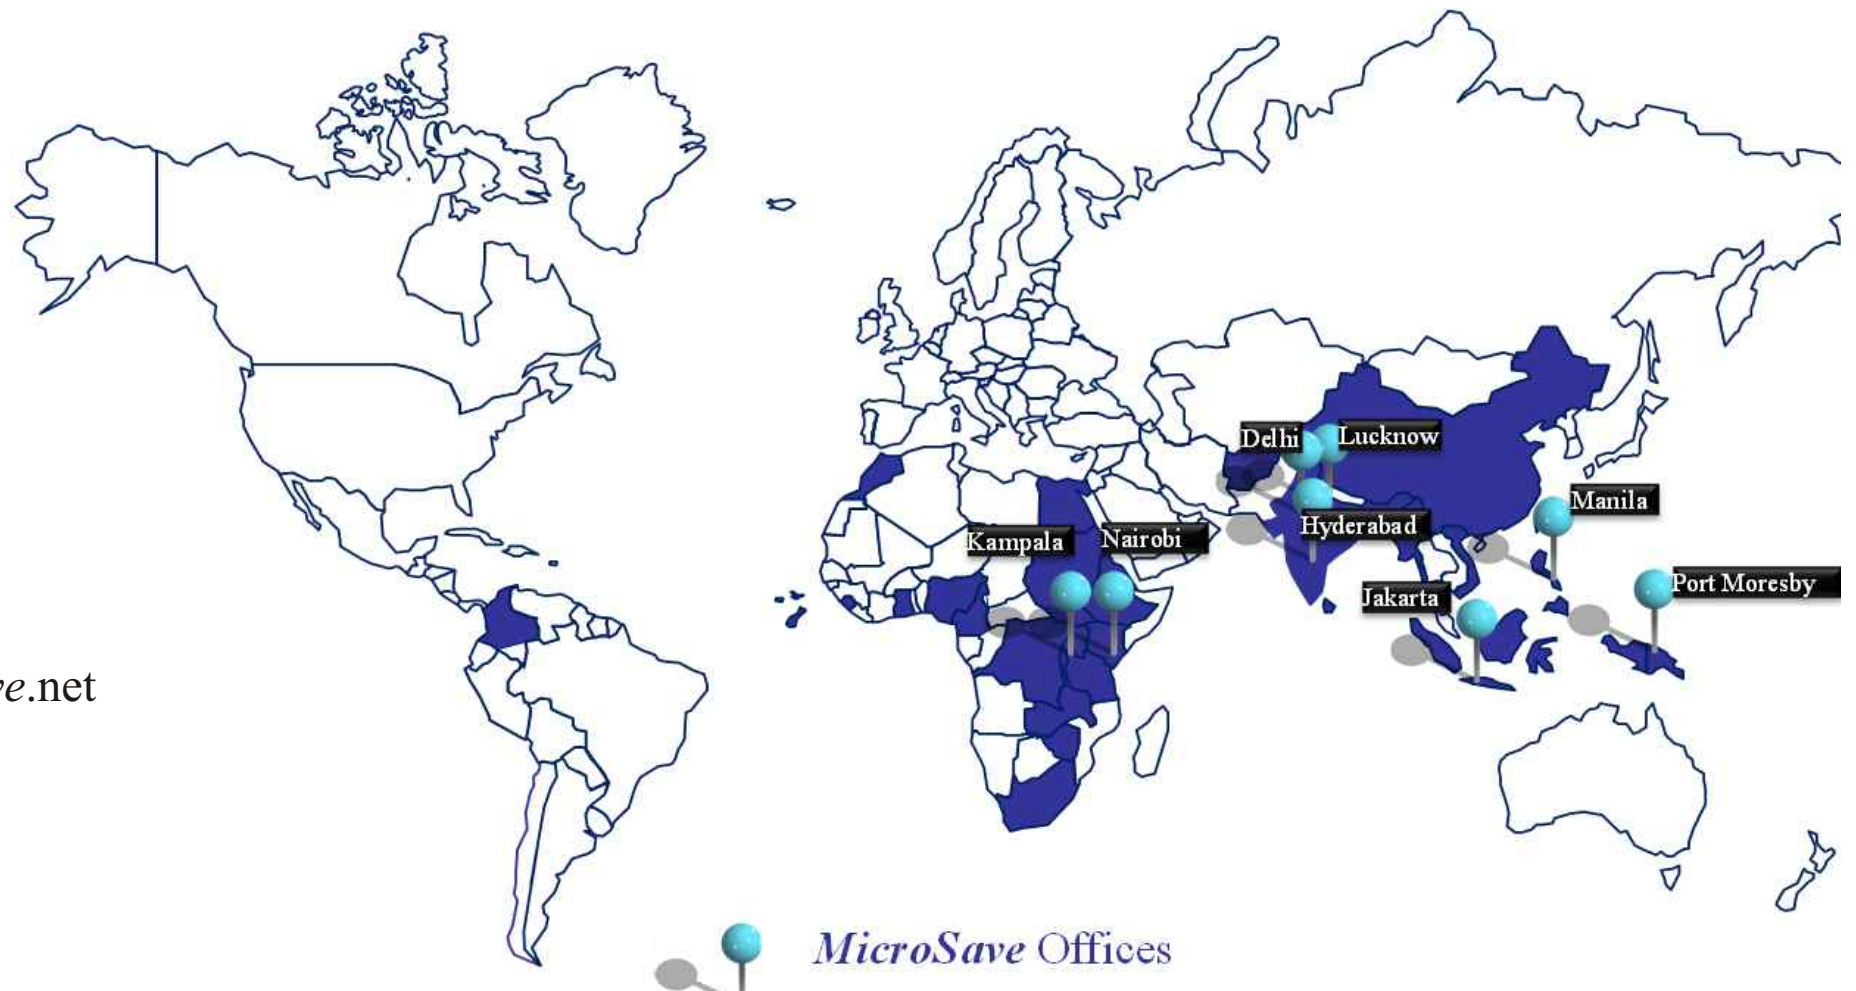 Delhi
Lucknow
Manila
Hyderabad
Kampala
Nairobi
Port Moresby
Jakarta
ve.net
MicroSave Offices